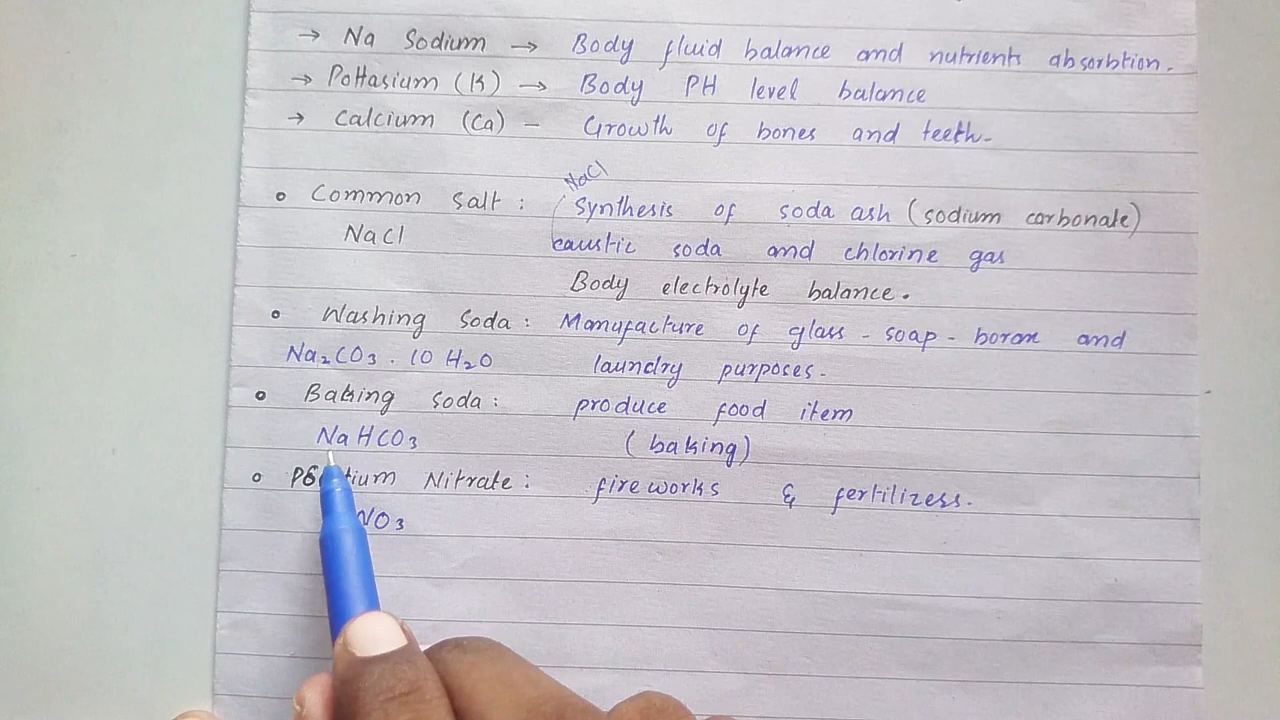 → Na Sodium → Body fluid balance and nutrients absorbtion.
→ Pottasium (K) → Body PH level balance
→ Calcium (Ca) - Growth of bones and teeth.
NaCl
• Common Salt : Synthesis of soda ash (sodium carbonate)
NaCl caustic soda and chlorine gas
Body electrolyte balance.
• Washing Soda : Manufacture of glass - soap - borax and
Na₂CO₃ . 10 H₂O laundry purposes.
• Baking soda : produce food item
NaHCO₃ (baking)
• Nitrate : fireworks & fertilizess.
NO₃